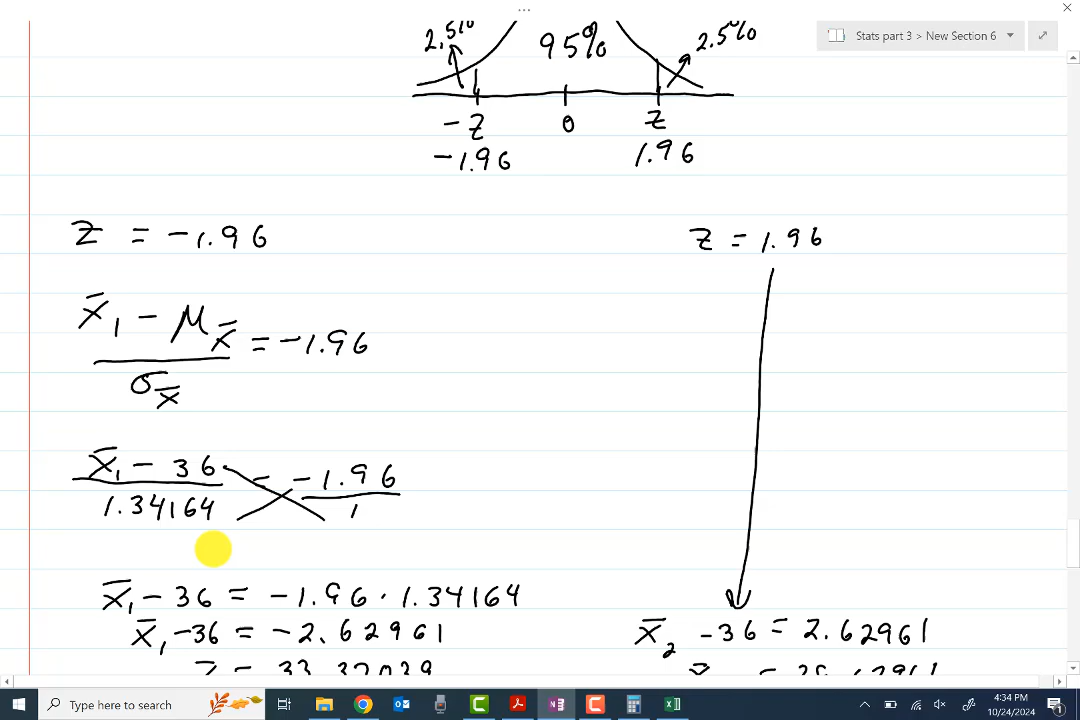 Stats part 3 > New Section 6
2.5% 95% 2.5%
-Z 0 Z
-1.96 1.96
Z = -1.96 Z = 1.96
x̄₁ - μx̄ = -1.96
σx̄
x̄₁ - 36 = -1.96
1.34164 1
x̄₁ - 36 = -1.96 · 1.34164
x̄₁ - 36 = -2.62961 x̄₂ - 36 = 2.62961
Type here to search
4:34 PM
10/24/2024